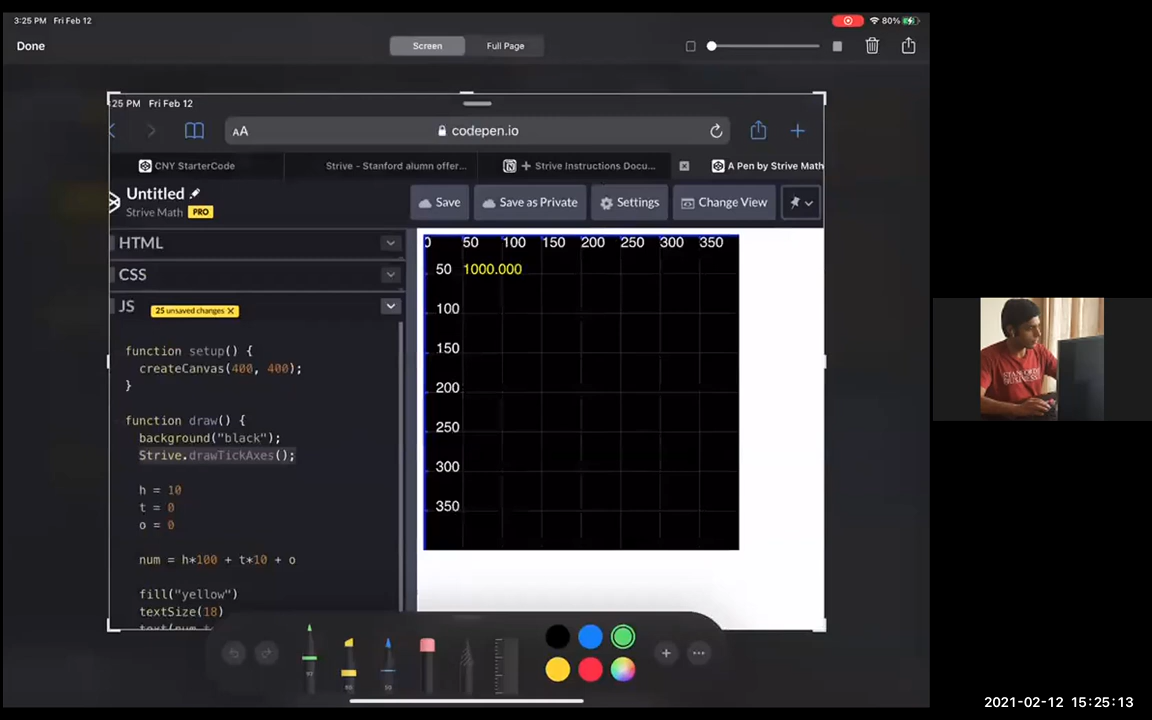 3:25 PM Fri Feb 12
80%
Done
Screen
Full Page
25 PM Fri Feb 12
AA
codepen.io
CNY StarterCode
Strive - Stanford alumn offer...
Strive Instructions Docu...
A Pen by Strive Math
Untitled
Strive Math PRO
Save
Save as Private
Settings
Change View
HTML
CSS
JS
25 unsaved changes X
function setup() {
createCanvas(400, 400);
}
function draw() {
background("black");
Strive.drawTickAxes();
h = 10
t = 0
o = 0
num = h*100 + t*10 + o
fill("yellow")
textSize(18)
0 50 100 150 200 250 300 350
50 1000.000
100
150
200
250
300
350
STANFORD
BUSINESS
2021-02-12 15:25:13